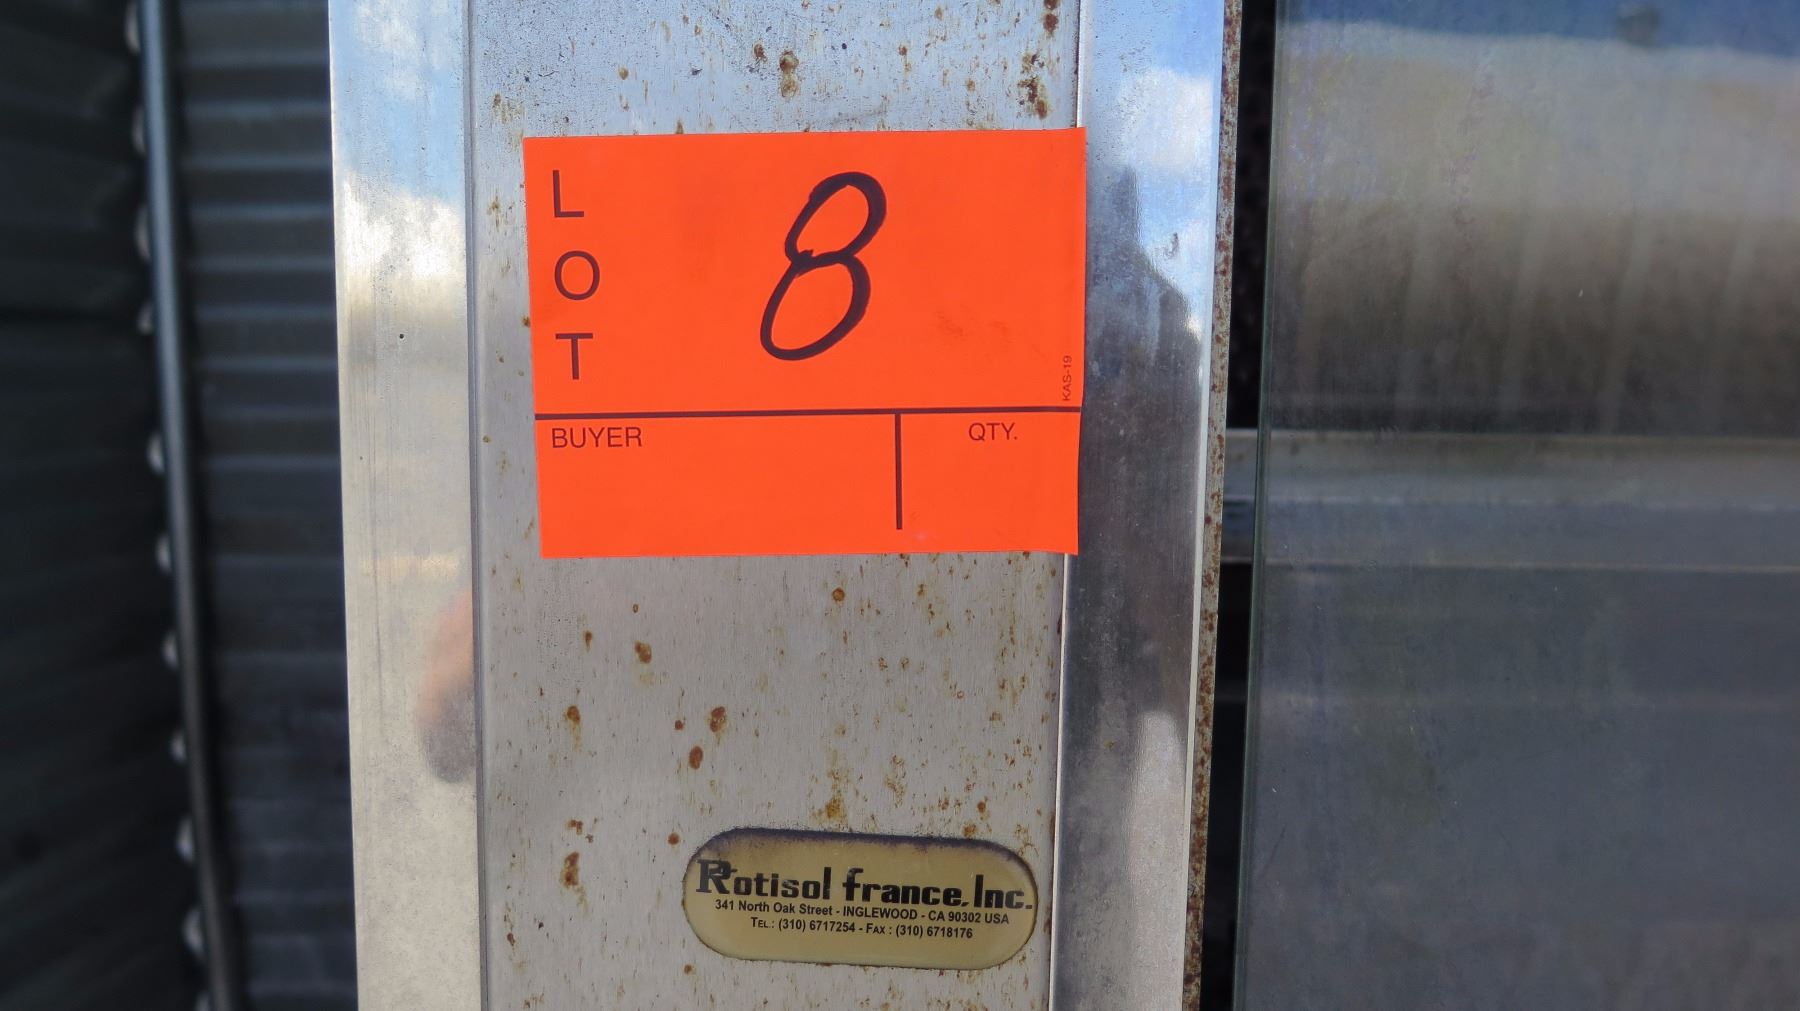 LOT
8
KAS-19
BUYER
QTY.
Rotisol france, Inc.
341 North Oak Street - INGLEWOOD - CA 90302 USA
TEL.: (310) 6717254 - FAX : (310) 6718176